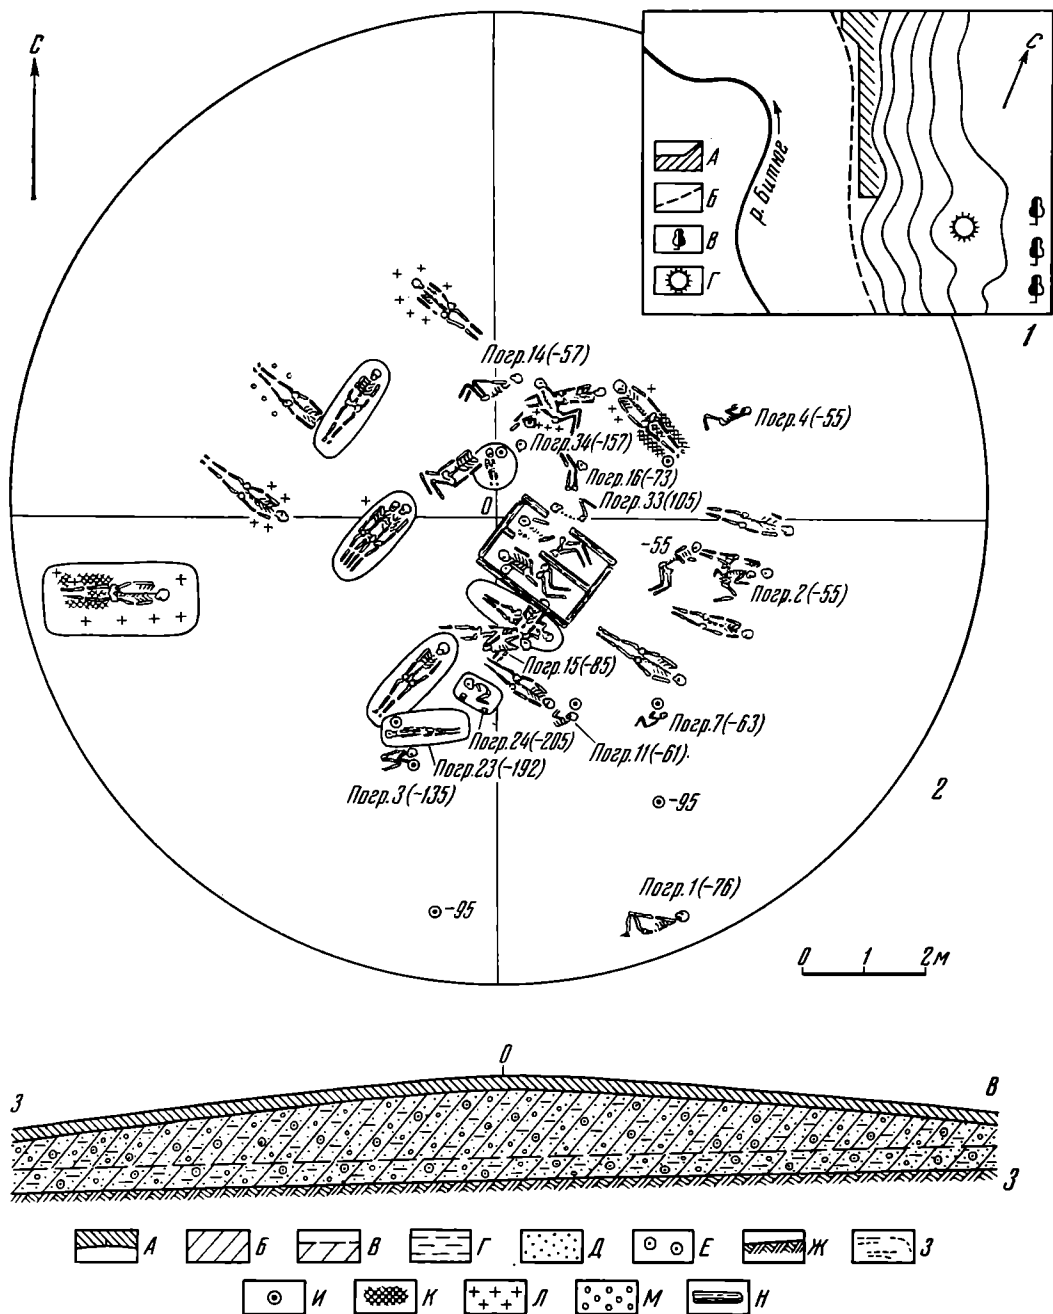 С
С
А
Б
В
Г
р. Битюг
1
Погр. 14 (-57)
Погр. 4 (-55)
Погр. 34 (-157)
Погр. 16 (-73)
Погр. 33 (105)
0
-55
Погр. 2 (-55)
Погр. 15 (-85)
Погр. 7 (-63)
Погр. 24 (-205)
Погр. 11 (-61)
Погр. 23 (-192)
Погр. 3 (-135)
2
-95
Погр. 1 (-76)
-95
0 1 2 м
0
З В
3
А Б В Г Д Е Ж З
И К Л М Н